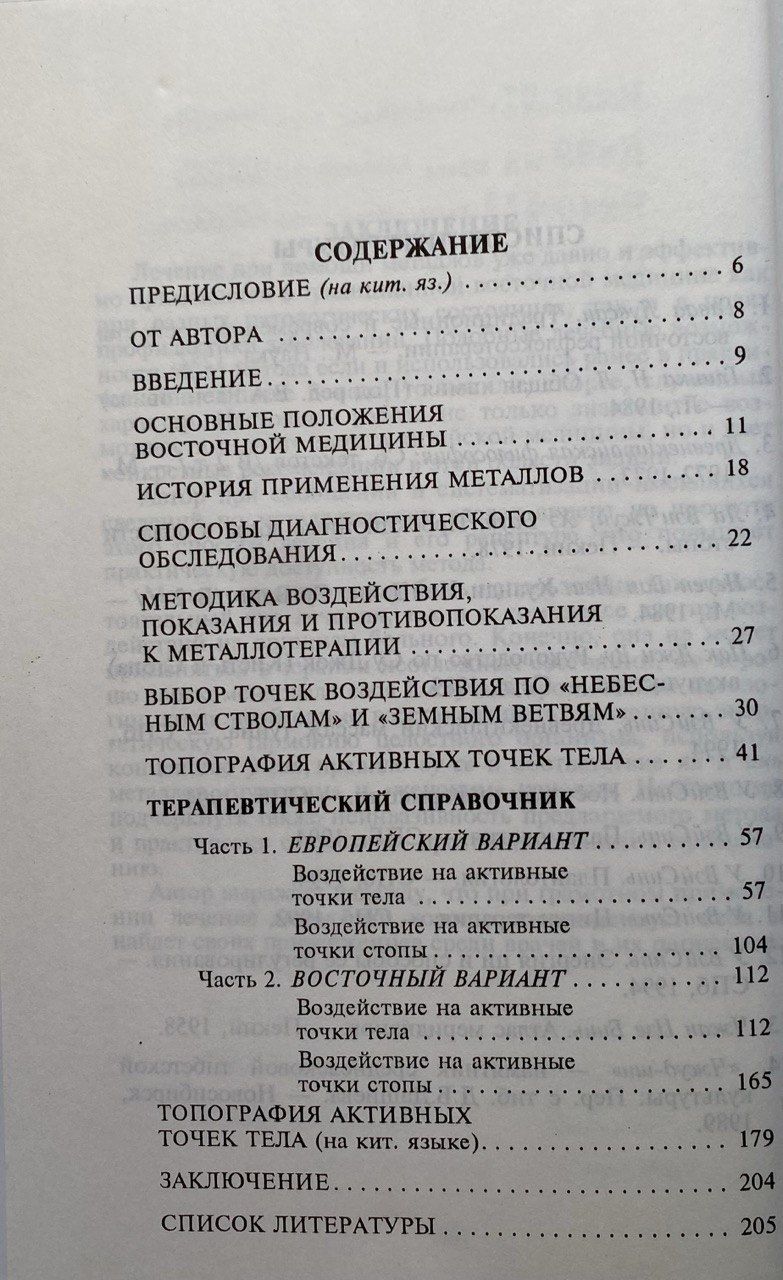 СОДЕРЖАНИЕ
ПРЕДИСЛОВИЕ (на кит. яз.) . . . . . . . . . . . . . . . . . . 6
ОТ АВТОРА . . . . . . . . . . . . . . . . . . . . . . . . . . . . 8
ВВЕДЕНИЕ . . . . . . . . . . . . . . . . . . . . . . . . . . . . . 9
ОСНОВНЫЕ ПОЛОЖЕНИЯ
ВОСТОЧНОЙ МЕДИЦИНЫ . . . . . . . . . . . . . . . . . 11
ИСТОРИЯ ПРИМЕНЕНИЯ МЕТАЛЛОВ . . . . . . . . 18
СПОСОБЫ ДИАГНОСТИЧЕСКОГО
ОБСЛЕДОВАНИЯ . . . . . . . . . . . . . . . . . . . . . . . . 22
МЕТОДИКА ВОЗДЕЙСТВИЯ,
ПОКАЗАНИЯ И ПРОТИВОПОКАЗАНИЯ
К МЕТАЛЛОТЕРАПИИ . . . . . . . . . . . . . . . . . . . . 27
ВЫБОР ТОЧЕК ВОЗДЕЙСТВИЯ ПО «НЕБЕС-
НЫМ СТВОЛАМ» И «ЗЕМНЫМ ВЕТВЯМ» . . . . . . 30
ТОПОГРАФИЯ АКТИВНЫХ ТОЧЕК ТЕЛА . . . . . . 41
ТЕРАПЕВТИЧЕСКИЙ СПРАВОЧНИК
Часть 1. ЕВРОПЕЙСКИЙ ВАРИАНТ . . . . . . . . . 57
Воздействие на активные
точки тела . . . . . . . . . . . . . . . . . . . . 57
Воздействие на активные
точки стопы . . . . . . . . . . . . . . . . . . 104
Часть 2. ВОСТОЧНЫЙ ВАРИАНТ . . . . . . . . . . . 112
Воздействие на активные
точки тела . . . . . . . . . . . . . . . . . . . 112
Воздействие на активные
точки стопы . . . . . . . . . . . . . . . . . . 165
ТОПОГРАФИЯ АКТИВНЫХ
ТОЧЕК ТЕЛА (на кит. языке). . . . . . . . . . . . . . . . 179
ЗАКЛЮЧЕНИЕ. . . . . . . . . . . . . . . . . . . . . . . . . . 204
СПИСОК ЛИТЕРАТУРЫ . . . . . . . . . . . . . . . . . . . 205